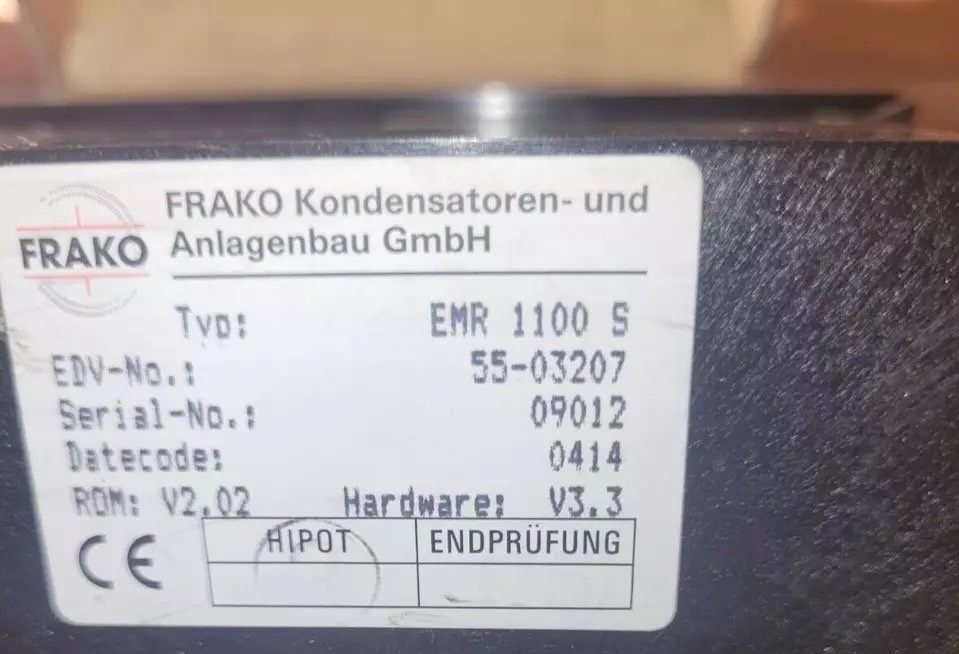 FRAKO
FRAKO Kondensatoren- und
Anlagenbau GmbH
Typ: EMR 1100 S
EDV-No.: 55-03207
Serial-No.: 09012
Datecode: 0414
ROM: V2.02 Hardware: V3.3
CE
HIPOT ENDPRÜFUNG